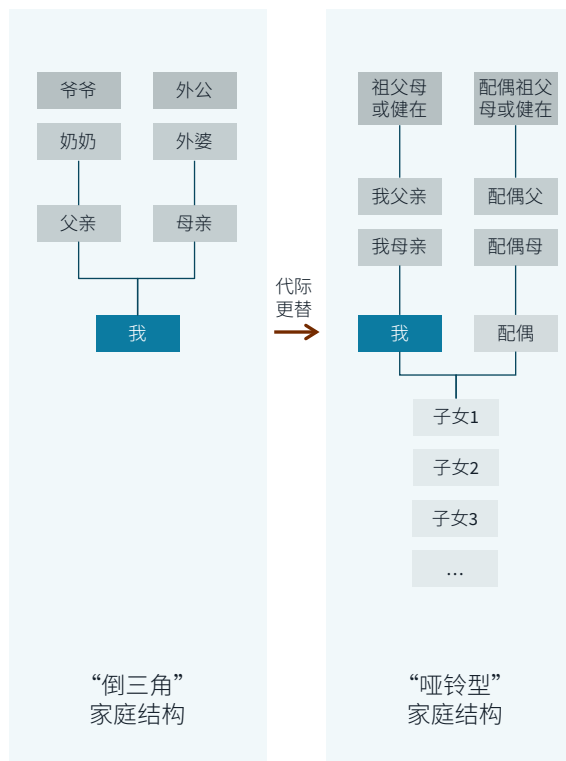 爷爷
外公
奶奶
外婆
父亲
母亲
我
“倒三角”
家庭结构
代际
更替
祖父母
或健在
配偶祖父
母或健在
我父亲
配偶父
我母亲
配偶母
我
配偶
子女1
子女2
子女3
…
“哑铃型”
家庭结构